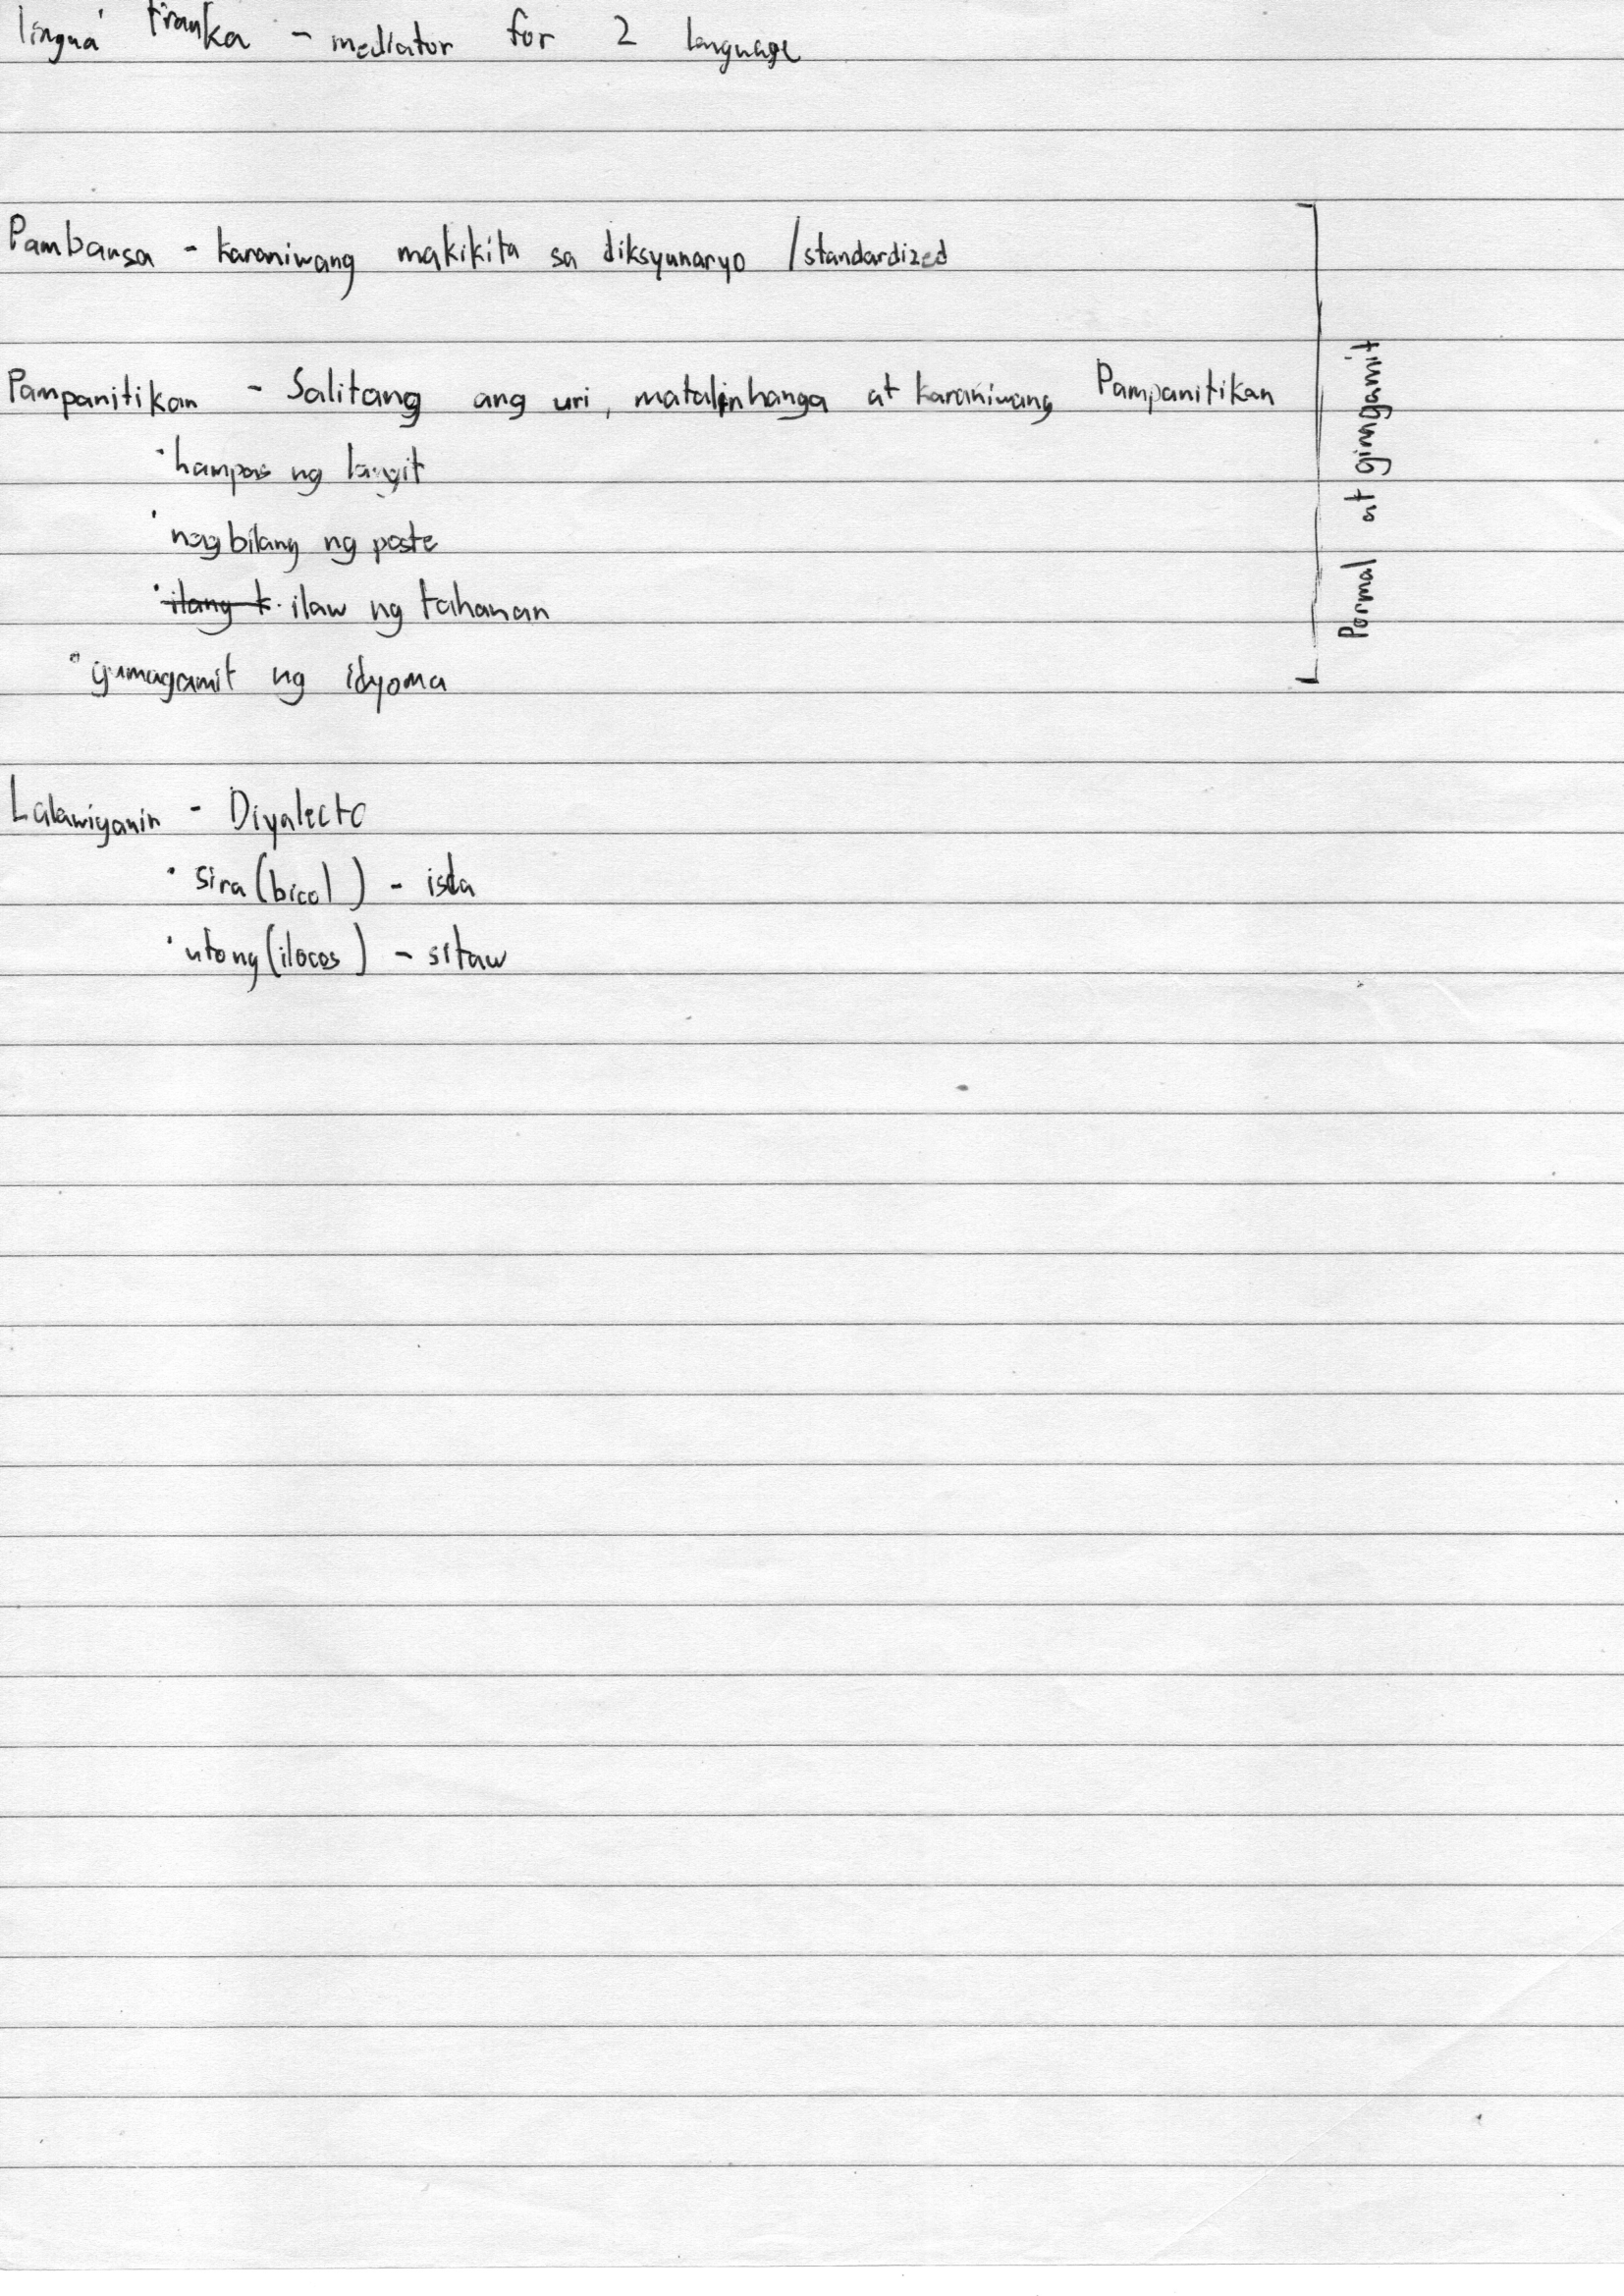 lingua franka - mediator for 2 language
Pambansa - karaniwang makikita sa diksyunaryo /standardized
Pampanitikan - Salitang ang uri, matalinhanga at karaniwang Pampanitikan
• hampas ng langit
• nagbilang ng poste
• ilang k. ilaw ng tahanan
• gumagamit ng idyoma
Pormal at ginagamit
Lalawiganin - Diyalecto
• sira (bicol) - isda
• utong (ilocos) - sitaw